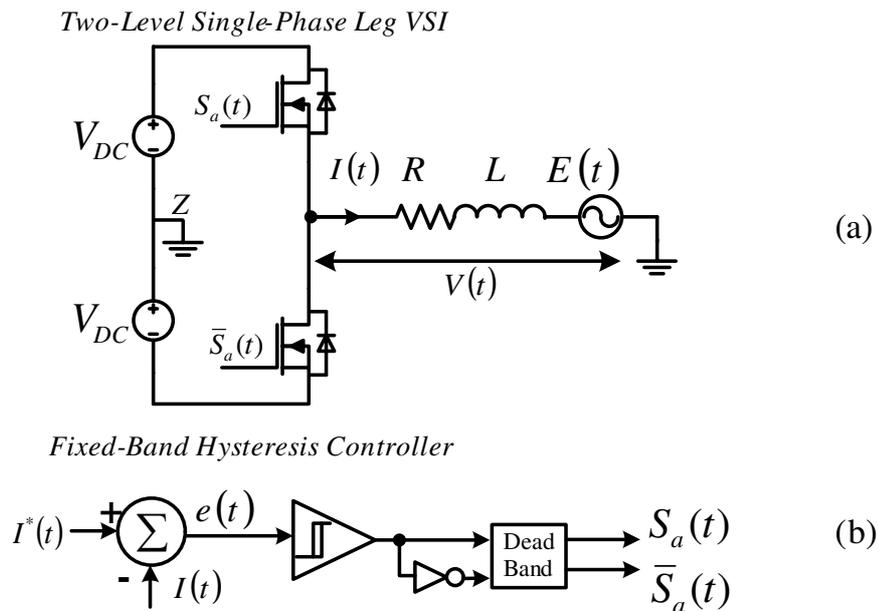 Two-Level Single-Phase Leg VSI
S_a(t)
V_DC
I(t) R L E(t)
Z
(a)
V(t)
V_DC
S̅_a(t)
Fixed-Band Hysteresis Controller
+
e(t)
S_a(t)
I*(t)
Σ
Dead
Band
(b)
-
I(t)
S̅_a(t)